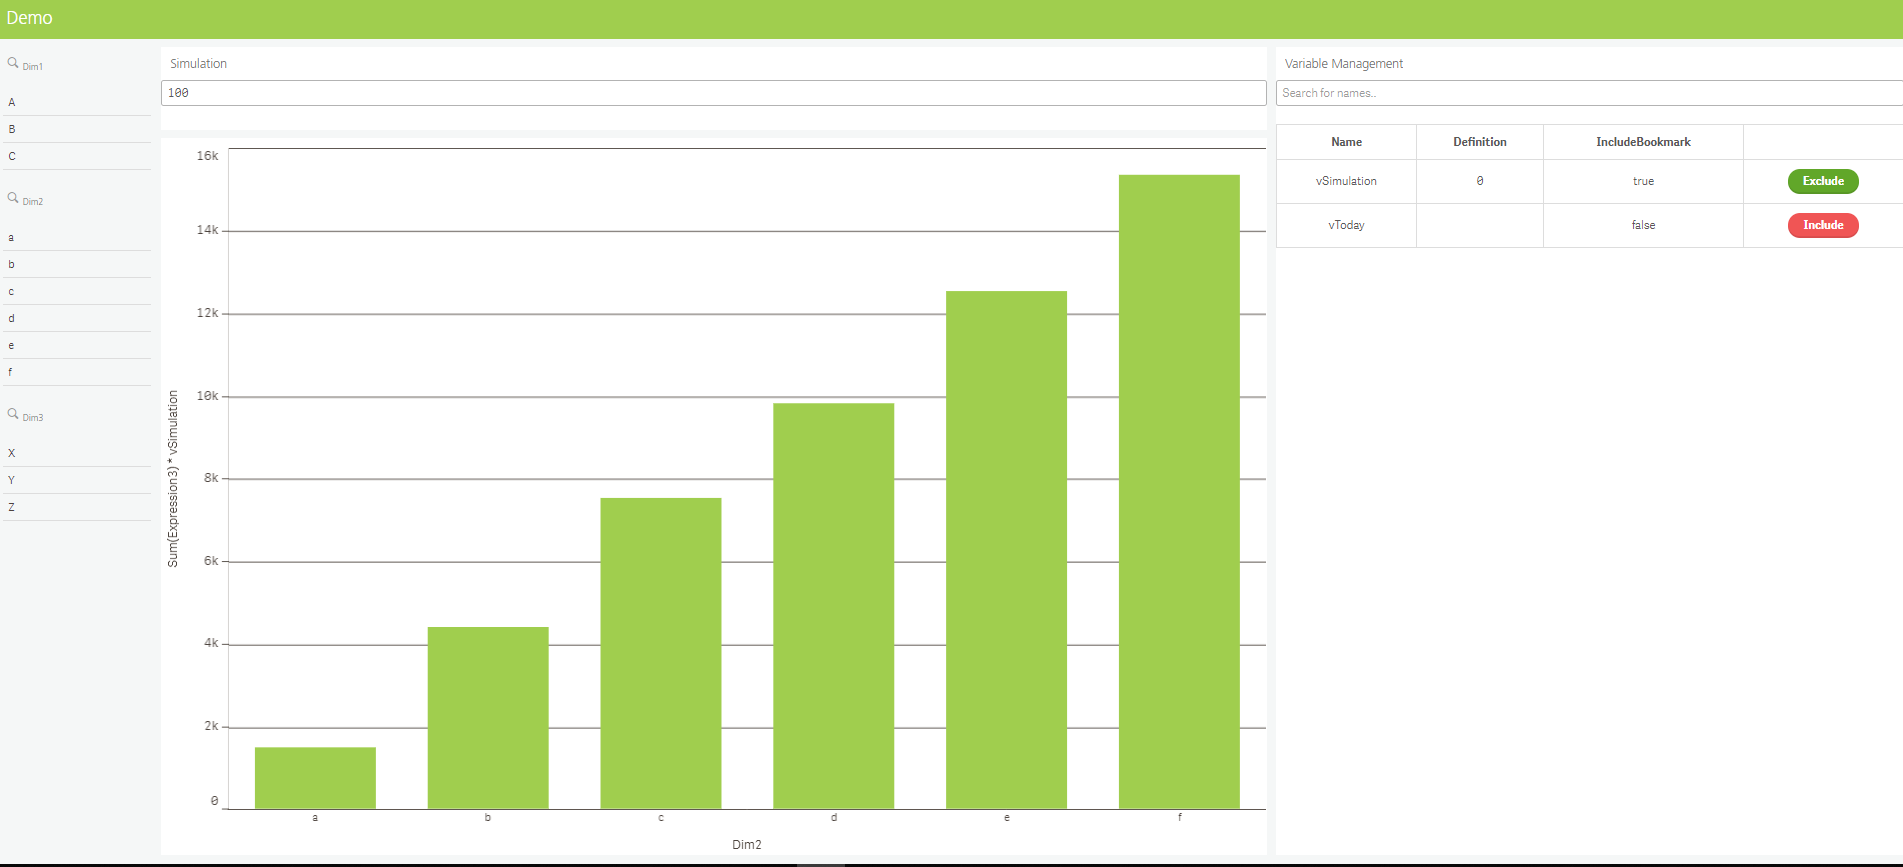 Demo
Dim1
A
B
C
Dim2
a
b
c
d
e
f
Dim3
X
Y
Z
Simulation
100
16k
14k
12k
10k
8k
6k
4k
2k
0
Sum(Expression3) * vSimulation
a b c d e f
Dim2
Variable Management
Search for names..
Name Definition IncludeBookmark
vSimulation 0 true Exclude
vToday false Include